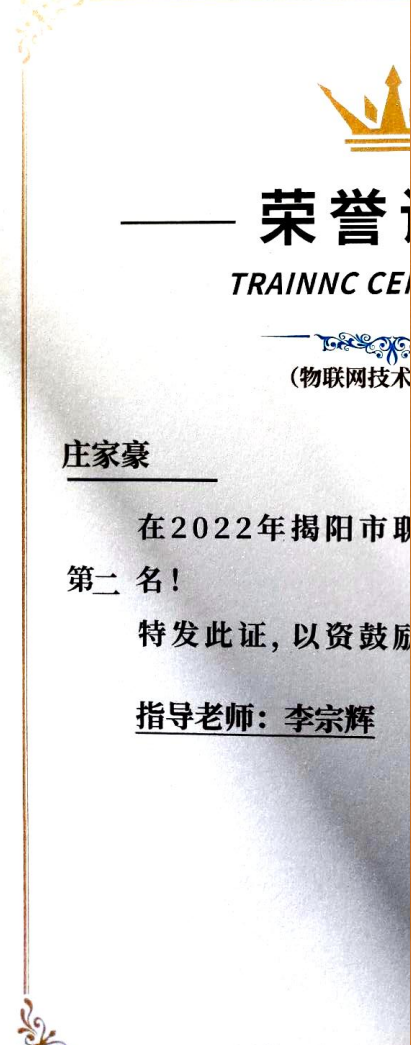 荣誉
TRAINNC CE
(物联网技术
庄家豪
在2022年揭阳市职
第二 名!
特发此证, 以资鼓励
指导老师: 李宗辉